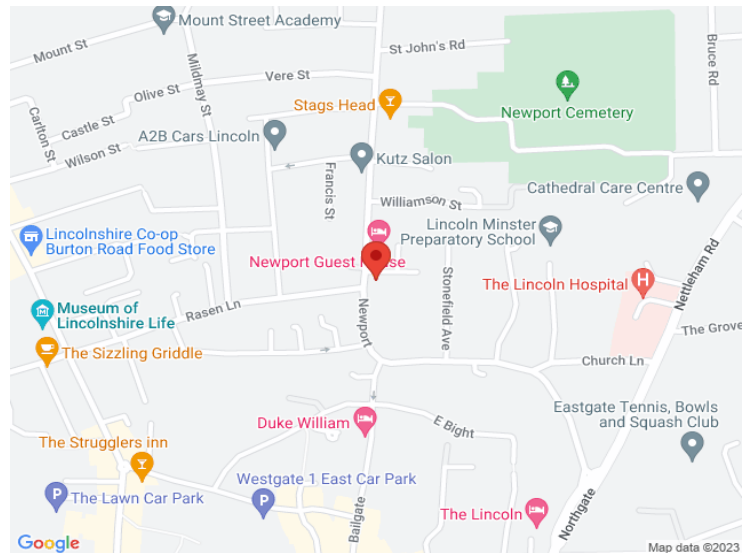 Mount Street Academy
Mount St
St John's Rd
Bruce Rd
Mildmay St
Vere St
Olive St
Stags Head
Newport Cemetery
Carlton St
Castle St
A2B Cars Lincoln
Wilson St
Kutz Salon
Francis St
Cathedral Care Centre
Williamson St
Lincoln Minster
Preparatory School
Lincolnshire Co-op
Burton Road Food Store
Newport Guest H
se
Nettleham Rd
The Lincoln Hospital
H
Stonefield Ave
Museum of
Lincolnshire Life
Rasen Ln
Newport
The Grove
The Sizzling Griddle
Church Ln
Eastgate Tennis, Bowls
and Squash Club
Duke William
E Bight
The Strugglers inn
Westgate 1 East Car Park
P
The Lawn Car Park
P
Bailgate
The Lincoln
Northgate
Google
Map data ©2023